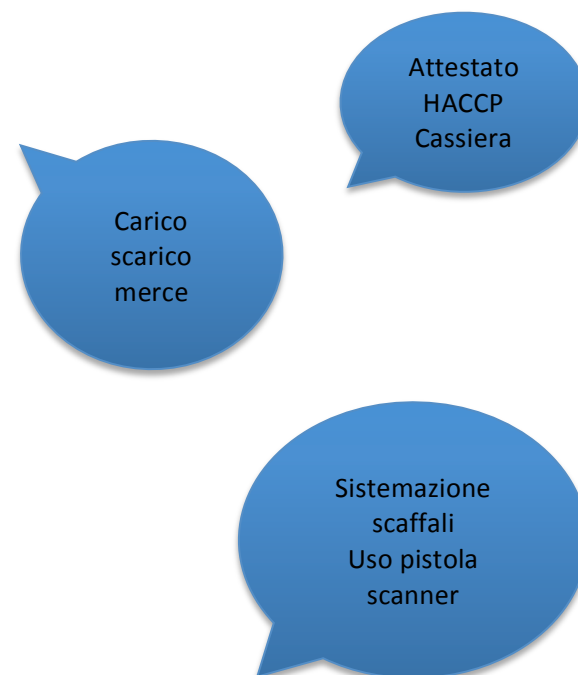 Attestato
HACCP
Cassiera
Carico
scarico
merce
Sistemazione
scaffali
Uso pistola
scanner